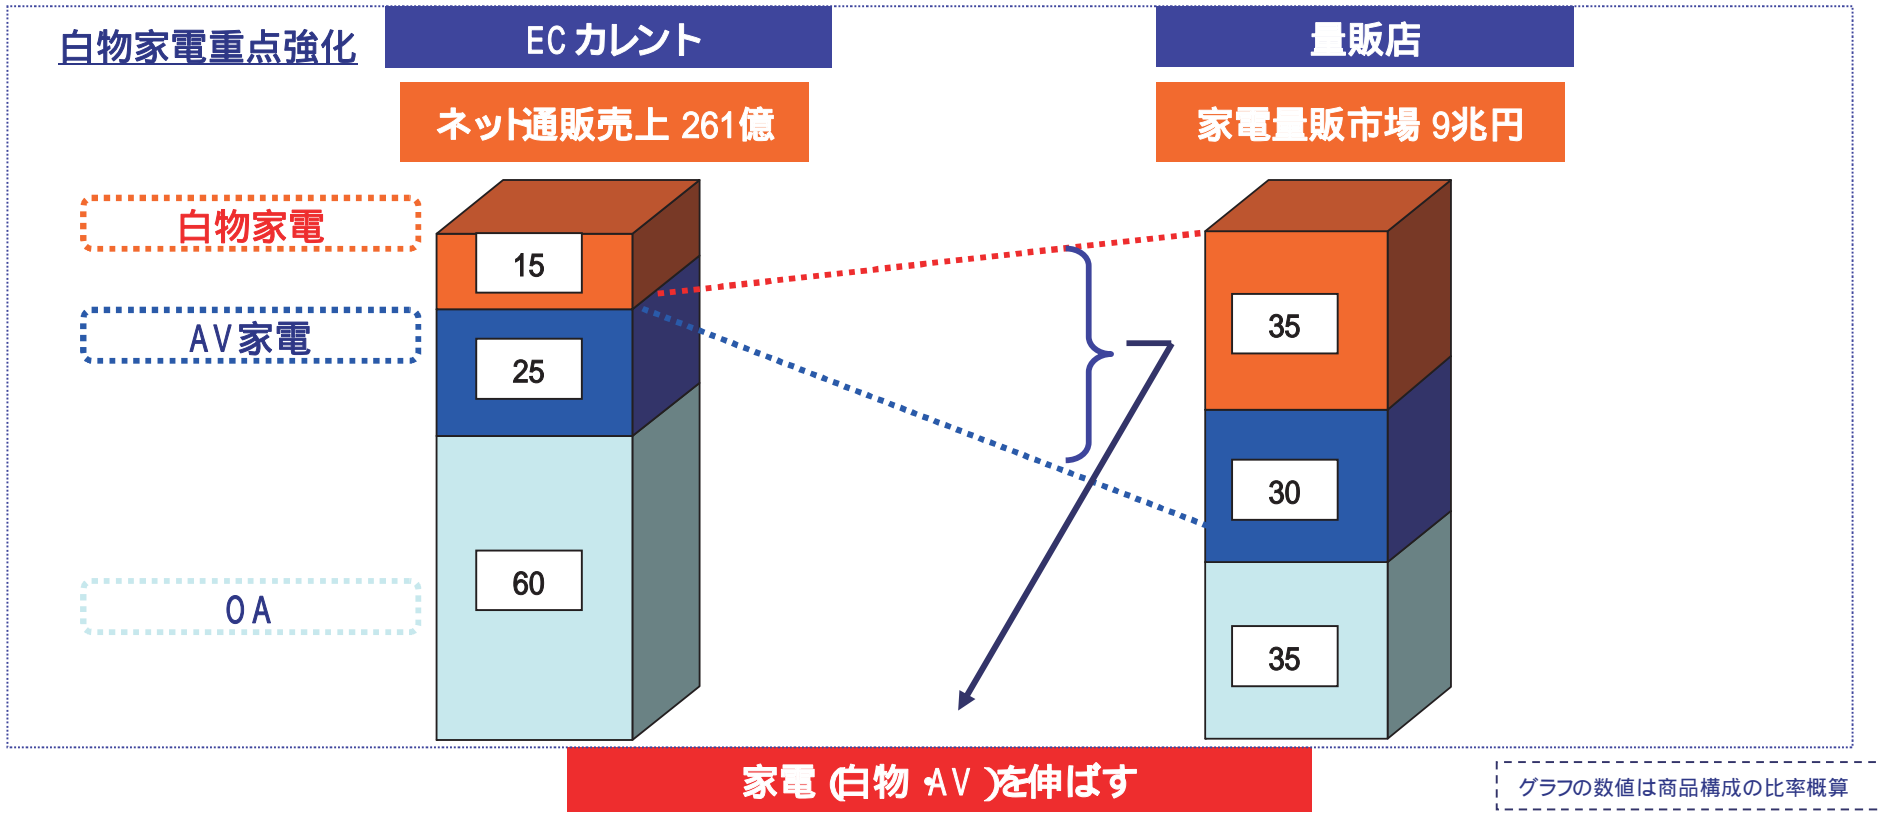 白物家電重点強化
ECカレント
量販店
ネット通販売上 261億
家電量販市場 9兆円
白物家電
AV家電
OA
15
25
60
35
30
35
家電(白物・AV)を伸ばす
グラフの数値は商品構成の比率概算